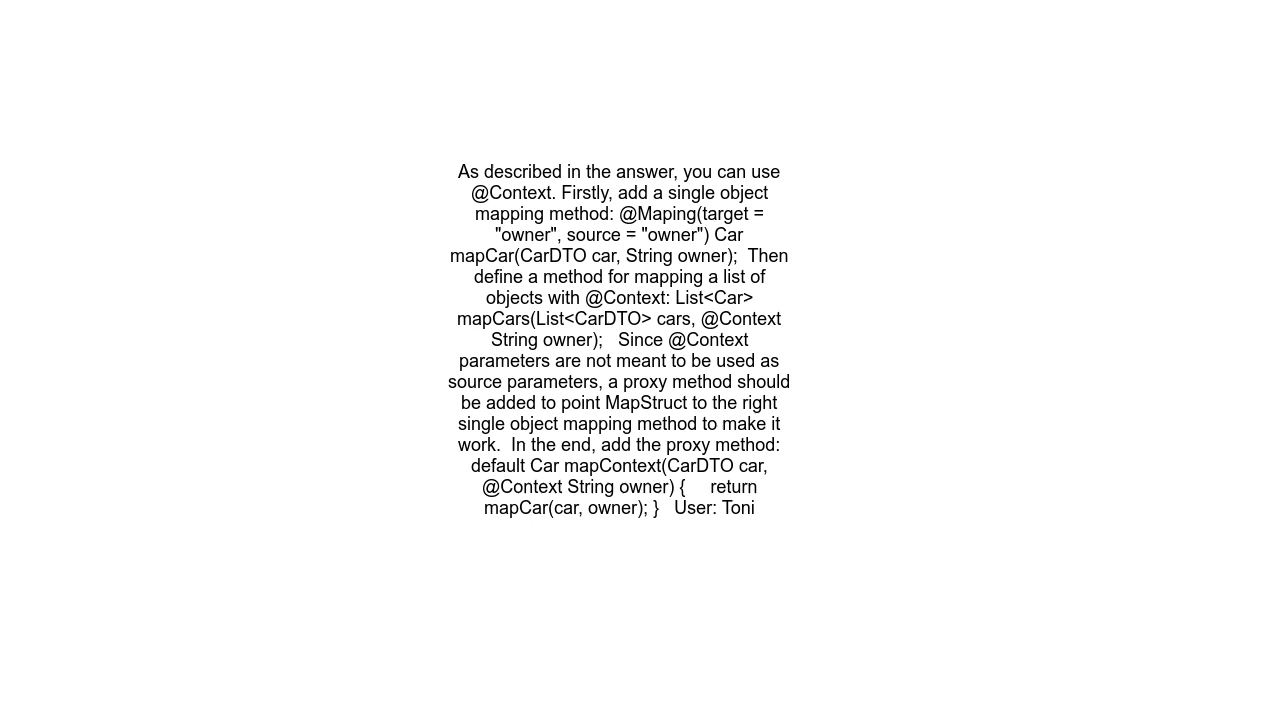 As described in the answer, you can use
@Context. Firstly, add a single object
mapping method: @Maping(target =
"owner", source = "owner") Car
mapCar(CarDTO car, String owner);  Then
define a method for mapping a list of
objects with @Context: List<Car>
mapCars(List<CarDTO> cars, @Context
String owner);   Since @Context
parameters are not meant to be used as
source parameters, a proxy method should
be added to point MapStruct to the right
single object mapping method to make it
work.  In the end, add the proxy method:
default Car mapContext(CarDTO car,
@Context String owner) {     return
mapCar(car, owner); }   User: Toni